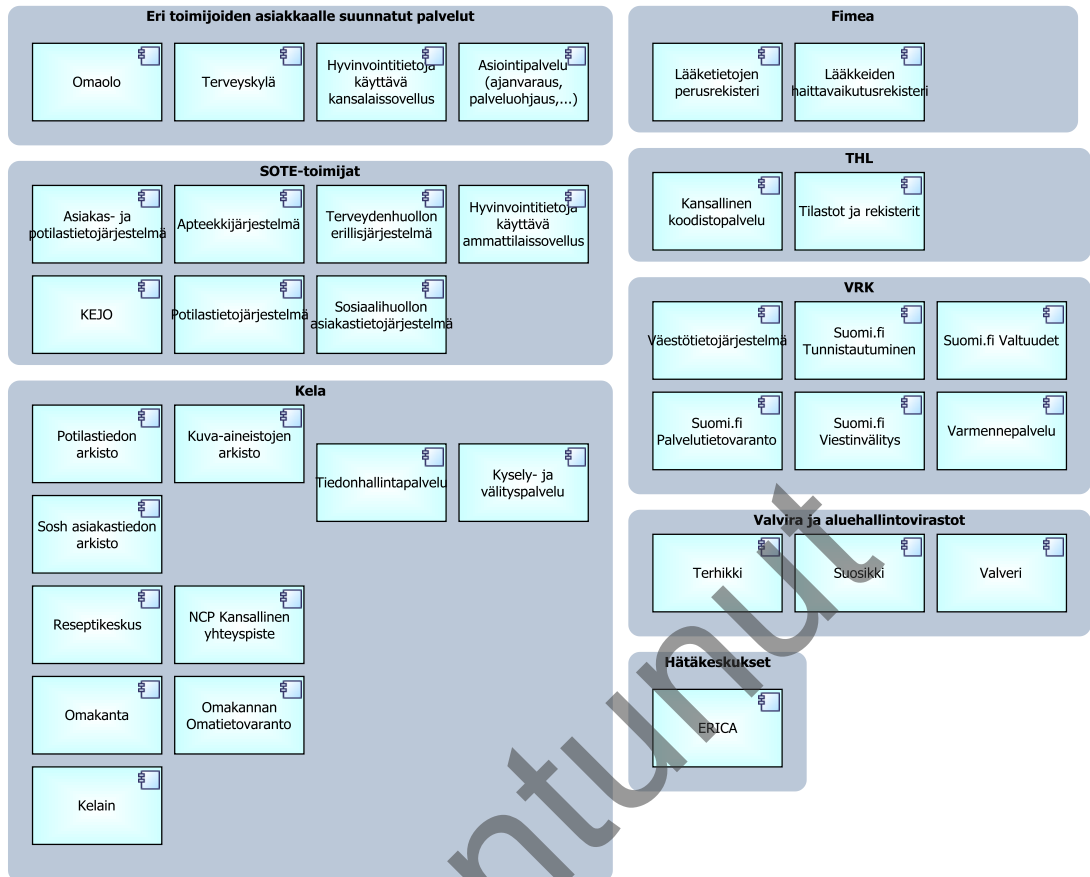 Eri toimijoiden asiakkaalle suunnatut palvelut
Omaolo
Terveyskylä
Hyvinvointitietoja
käyttävä
kansalaissovellus
Asiointipalvelu
(ajanvaraus,
palveluohjaus,...)
SOTE-toimijat
Asiakas- ja
potilastietojärjestelmä
Apteekkijärjestelmä
Terveydenhuollon
erillisjärjestelmä
Hyvinvointitietoja
käyttävä
ammattilaissovellus
KEJO
Potilastietojärjestelmä
Sosiaalihuollon
asiakastietojärjestelmä
Kela
Potilastiedon
arkisto
Kuva-aineistojen
arkisto
Tiedonhallintapalvelu
Kysely- ja
välityspalvelu
Sosh asiakastiedon
arkisto
Reseptikeskus
NCP Kansallinen
yhteyspiste
Omakanta
Omakannan
Omatietovaranto
Kelain
Fimea
Lääketietojen
perusrekisteri
Lääkkeiden
haittavaikutusrekisteri
THL
Kansallinen
koodistopalvelu
Tilastot ja rekisterit
VRK
Väestötietojärjestelmä
Suomi.fi
Tunnistautuminen
Suomi.fi Valtuudet
Suomi.fi
Palvelutietovaranto
Suomi.fi
Viestinvälitys
Varmennepalvelu
Valvira ja aluehallintovirastot
Terhikki
Suosikki
Valveri
Hätäkeskukset
ERICA
ntunut